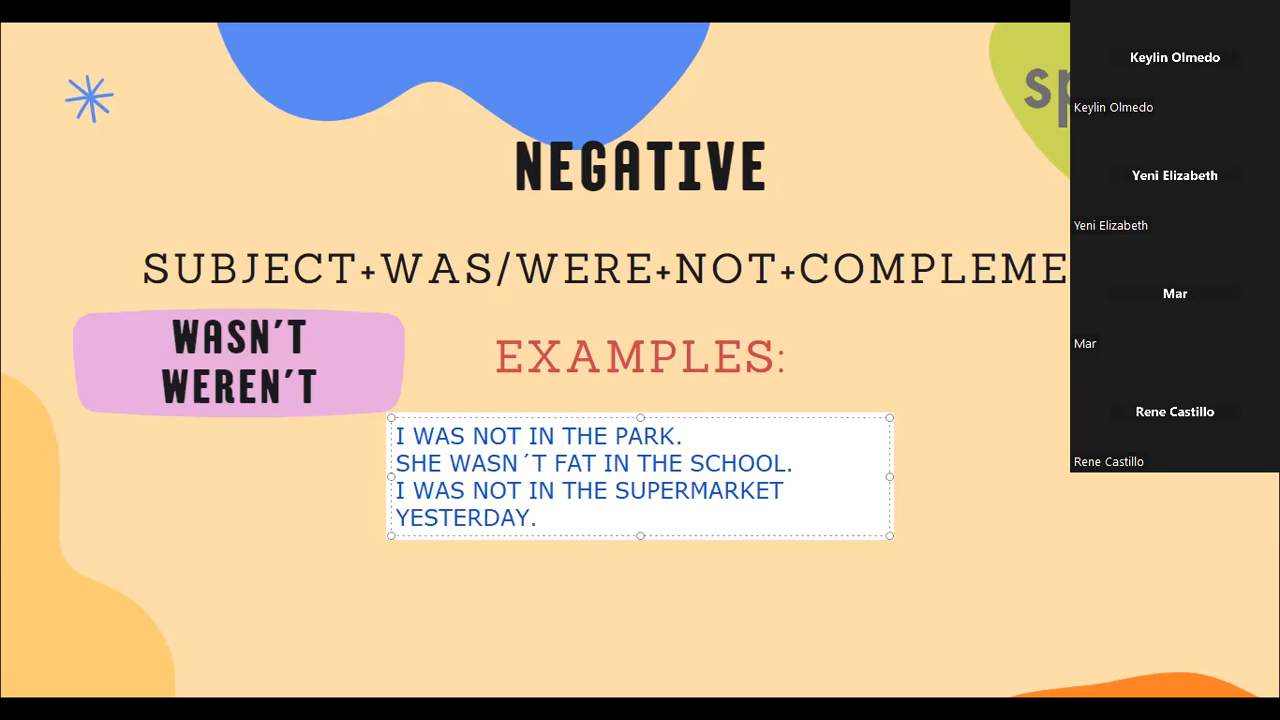 NEGATIVE
SUBJECT+WAS/WERE+NOT+COMPLEME
WASN'T
WEREN'T
EXAMPLES:
I WAS NOT IN THE PARK.
SHE WASN´T FAT IN THE SCHOOL.
I WAS NOT IN THE SUPERMARKET
YESTERDAY.
sp
Keylin Olmedo
Keylin Olmedo
Yeni Elizabeth
Yeni Elizabeth
Mar
Mar
Rene Castillo
Rene Castillo